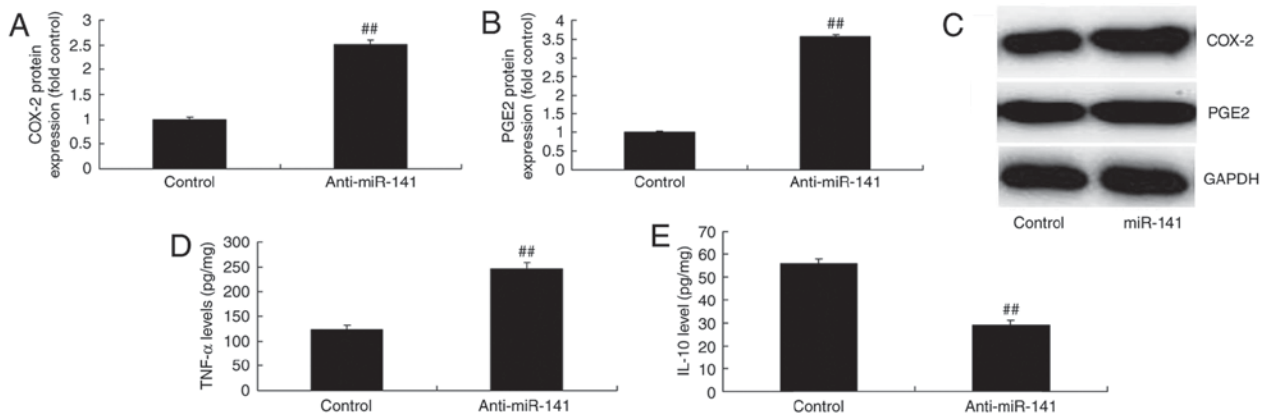 A
COX-2 protein
expression (fold control)
3
2.5
2
1.5
1
0.5
0
##
Control
Anti-miR-141
B
PGE2 protein
expression (fold control)
4
3.5
3
2.5
2
1.5
1
0.5
0
##
Control
Anti-miR-141
C
COX-2
PGE2
GAPDH
Control
miR-141
D
TNF-α levels (pg/mg)
300
250
200
150
100
50
0
##
Control
Anti-miR-141
E
IL-10 level (pg/mg)
70
60
50
40
30
20
10
0
##
Control
Anti-miR-141